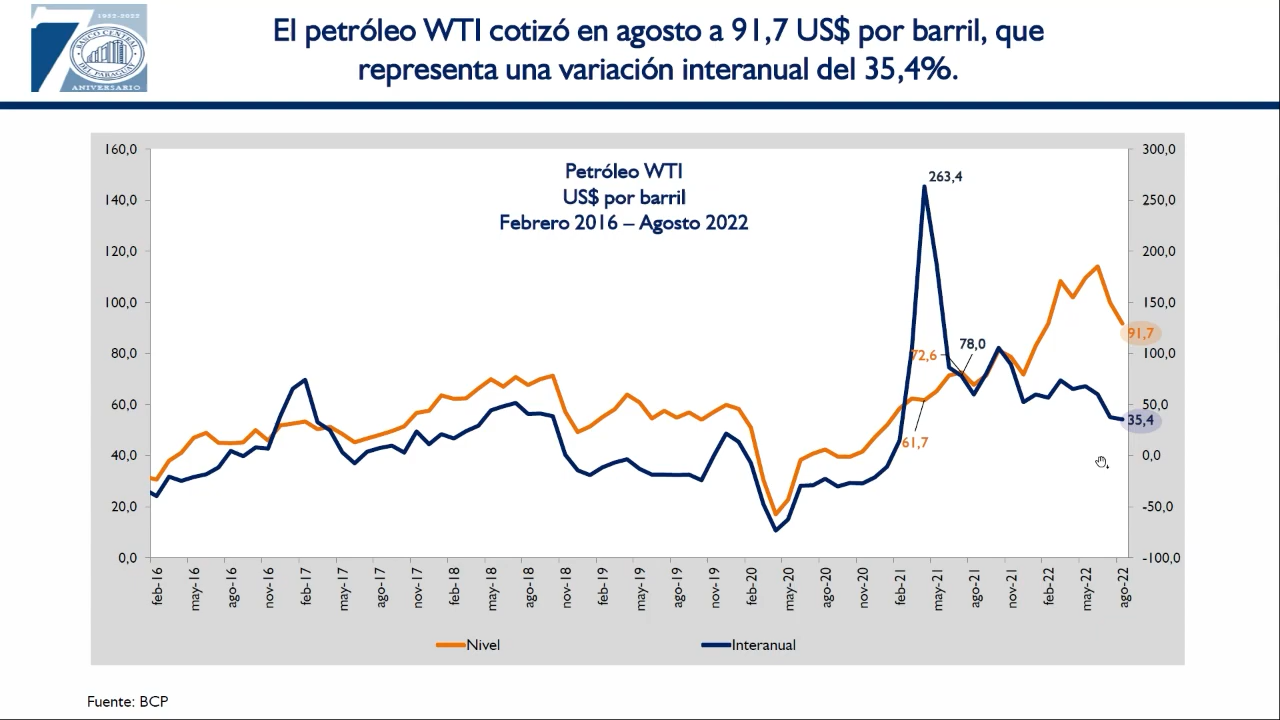 1952-2022
BANCO CENTRAL
DEL PARAGUAY
ANIVERSARIO
El petróleo WTI cotizó en agosto a 91,7 US$ por barril, que
representa una variación interanual del 35,4%.
Petróleo WTI
US$ por barril
Febrero 2016 – Agosto 2022
160,0
140,0
120,0
100,0
80,0
60,0
40,0
20,0
0,0
300,0
250,0
200,0
150,0
100,0
50,0
0,0
-50,0
-100,0
263,4
72,6
78,0
61,7
91,7
35,4
feb-16
may-16
ago-16
nov-16
feb-17
may-17
ago-17
nov-17
feb-18
may-18
ago-18
nov-18
feb-19
may-19
ago-19
nov-19
feb-20
may-20
ago-20
nov-20
feb-21
may-21
ago-21
nov-21
feb-22
may-22
ago-22
Nivel
Interanual
Fuente: BCP